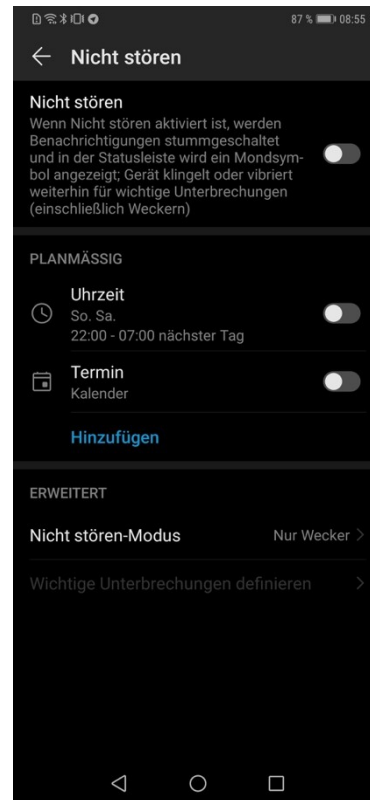 87 % 08:55
Nicht stören
Nicht stören
Wenn Nicht stören aktiviert ist, werden
Benachrichtigungen stummgeschaltet
und in der Statusleiste wird ein Mondsym-
bol angezeigt; Gerät klingelt oder vibriert
weiterhin für wichtige Unterbrechungen
(einschließlich Weckern)
PLANMÄSSIG
Uhrzeit
So. Sa.
22:00 - 07:00 nächster Tag
Termin
Kalender
Hinzufügen
ERWEITERT
Nicht stören-Modus Nur Wecker
Wichtige Unterbrechungen definieren